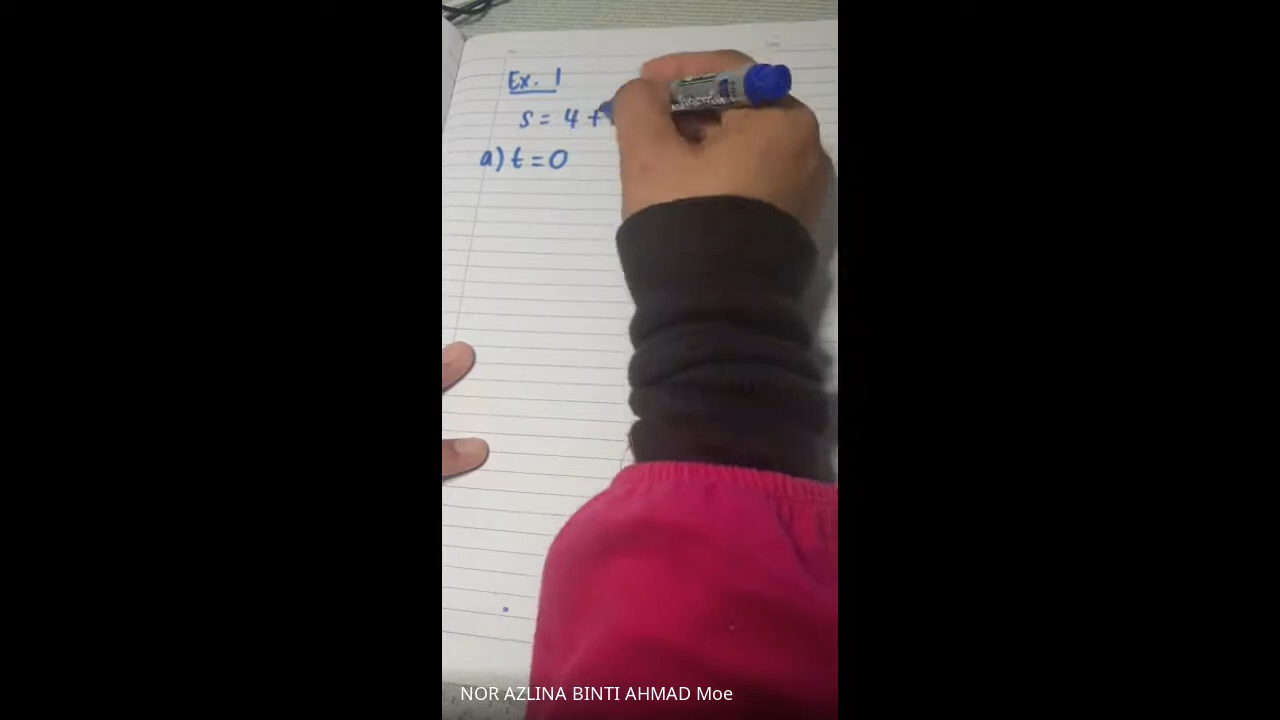 Ex. 1
s = 4 +
a) t = 0
NOR AZLINA BINTI AHMAD Moe